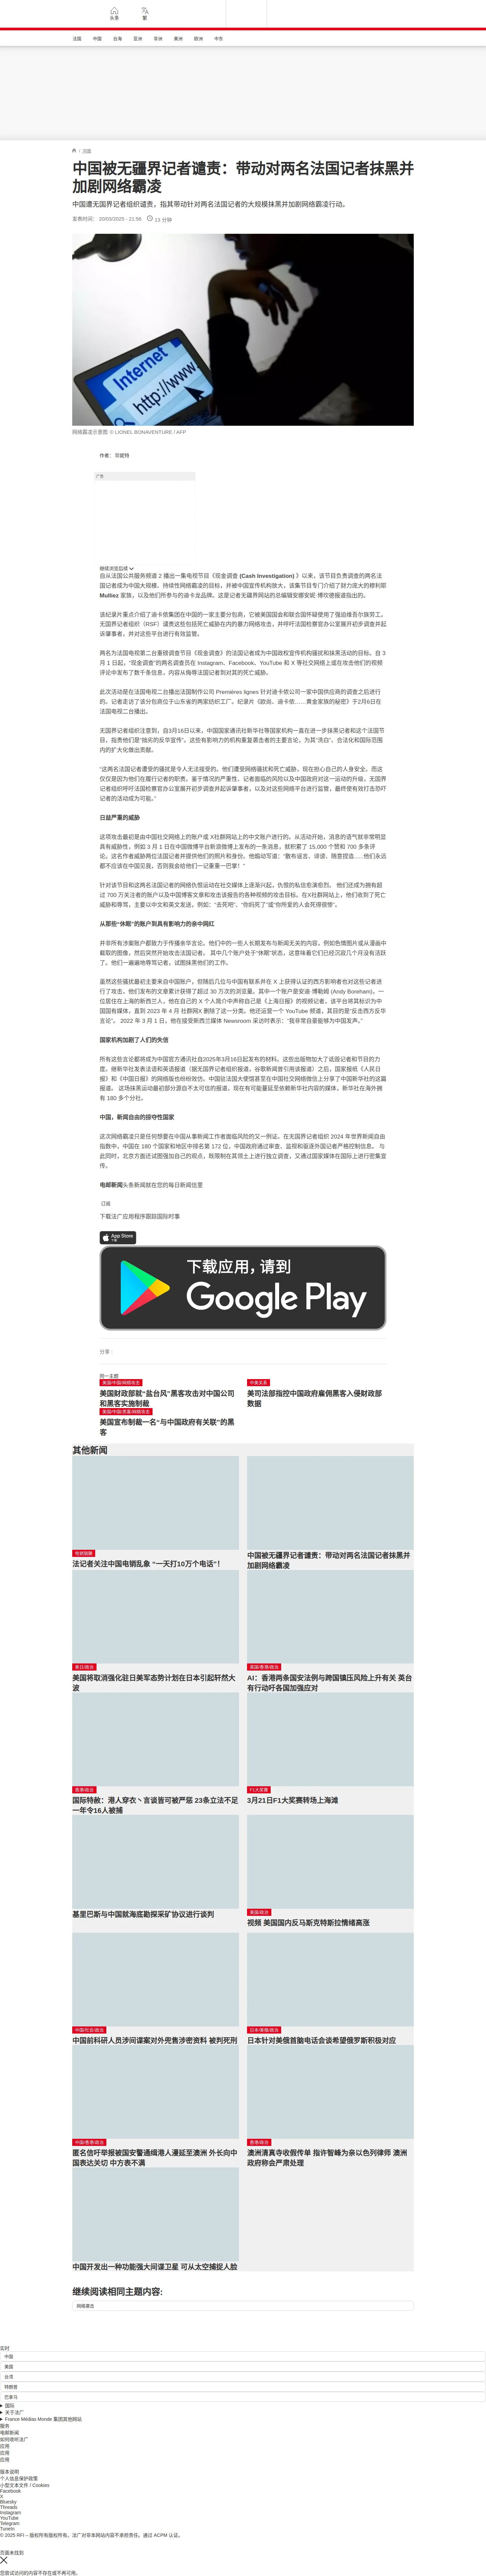 头条
繁
法国
中国
台海
亚洲
非洲
美洲
欧洲
中东
/ 法国
中国被无疆界记者谴责：带动对两名法国记者抹黑并
加剧网络霸凌
中国遭无国界记者组织谴责，指其带动针对两名法国记者的大规模抹黑并加剧网络霸凌行动。
发表时间： 20/03/2025 - 21:50
13 分钟
网络霸凌示意图 © LIONEL BONAVENTURE / AFP
作者： 珍妮特
广告
继续浏览后续
自从法国公共服务频道 2 播出一集电视节目《现金调查 (Cash Investigation) 》以来，该节目负责调查的两名法
国记者成为中国大规模、持续性网络霸凌的目标，并被中国宣传机构放大，该集节目介绍了财力庞大的穆利耶
Mulliez 家族，以及他们所参与的迪卡龙品牌。这是记者无疆界网站的总编辑安娜安妮·博坎德报道指出的。
该纪录片重点介绍了迪卡侬集团在中国的一家主要分包商，它被美国国会和联合国怀疑使用了强迫维吾尔族劳工。
无国界记者组织（RSF）谴责这些包括死亡威胁在内的暴力网络攻击，并呼吁法国检察官办公室展开初步调查并起
诉肇事者，并对这些平台进行有效监管。
两名为法国电视第二台重磅调查节目《现金调查》的法国记者成为中国政权宣传机构骚扰和抹黑活动的目标。自 3
月 1 日起，“现金调查”的两名调查员在 Instagram、Facebook、YouTube 和 X 等社交网络上或在攻击他们的视频
评论中发布了数千条信息，内容从侮辱法国记者到对其的死亡威胁。
此次活动是在法国电视二台播出法国制作公司 Premières lignes 针对迪卡侬公司一家中国供应商的调查之后进行
的。记者走访了该分包商位于山东省的两家纺织工厂。纪录片《欧尚、迪卡侬……黄金家族的秘密》于2月6日在
法国电视二台播出。
无国界记者组织注意到，自3月16日以来，中国国家通讯社新华社等国家机构一直在进一步抹黑记者和这个法国节
目，指责他们是“拙劣的反华宣传”。这些有影响力的机构重复袭击者的主要言论，为其“洗白”、合法化和国际范围
内的扩大化做出贡献。
“这两名法国记者遭受的骚扰是令人无法接受的。他们遭受网络骚扰和死亡威胁，现在担心自己的人身安全。而这
仅仅是因为他们在履行记者的职责。鉴于情况的严重性、记者面临的风险以及中国政府对这一运动的升级，无国界
记者组织呼吁法国检察官办公室展开初步调查并起诉肇事者，以及对这些网络平台进行监管，最终使有效打击恐吓
记者的活动成为可能。”
日益严重的威胁
这项攻击最初是由中国社交网络上的账户或 X社群网站上的中文账户进行的。从活动开始，消息的语气就非常明显
具有威胁性，例如 3 月 1 日在中国微博平台新浪微博上发布的一条消息，就积累了 15,000 个赞和 700 多条评
论。这名作者威胁两位法国记者并提供他们的照片和身份。他煽动写道：“散布谣言、诽谤、随意捏造......他们永远
都不应该在中国见我，否则我会给他们一记重重一巴掌！”
针对该节目和这两名法国记者的网络仇恨运动在社交媒体上逐渐兴起，仇恨的私信愈演愈烈。 他们还成为拥有超
过 700 万关注者的账户以及中国博客文章和攻击该报告的各种视频的攻击目标。在X社群网站上，他们收到了死亡
威胁和辱骂，主要以中文和英文发送，例如：“去死吧”、“你妈死了”或“你所爱的人会死得很惨”。
从那些“休眠”的账户到具有影响力的亲中网红
并非所有涉案账户都致力于传播亲华言论。他们中的一些人长期发布与新闻无关的内容，例如色情图片或从漫画中
截取的图像，然后突然开始攻击法国记者。 其中几个账户处于“休眠”状态，这意味着它们已经沉寂几个月没有活跃
了。他们一遍遍地辱骂记者，试图抹黑他们的工作。
虽然这些骚扰最初主要来自中国账户，但随后几位与中国有联系并在 X 上获得认证的西方影响者也对这些记者进
行了攻击，他们发布的文章累计获得了超过 30 万次的浏览量。其中一个账户是安迪·博勒姆 (Andy Boreham)，一
位居住在上海的新西兰人，他在自己的 X 个人简介中声称自己是《上海日报》的视频记者。该平台将其标识为中
国国有媒体，直到 2023 年 4 月 社群网X 删除了这一分类。他还运营一个 YouTube 频道，其目的是“反击西方反华
言论”。 2022 年 3 月 1 日，他在接受新西兰媒体 Newsroom 采访时表示：“我非常自豪能够为中国发声。”
国家机构加剧了人们的失信
所有这些言论都将成为中国官方通讯社自2025年3月16日起发布的材料。这些出版物加大了诋毁记者和节目的力
度。继新华社发表法语和英语报道（据无国界记者组织报道，谷歌新闻曾引用该报道）之后，国家报纸《人民日
报》和《中国日报》的网络版也纷纷效仿。中国驻法国大使馆甚至在中国社交网络微信上分享了中国新华社的这篇
报道。 这场抹黑运动最初部分源自不太可信的报道，现在有可能蔓延至依赖新华社内容的媒体，新华社在海外拥
有 180 多个分社。
中国，新闻自由的掠夺性国家
这次网络霸凌只是任何想要在中国从事新闻工作者面临风险的又一例证。在无国界记者组织 2024 年世界新闻自由
指数中，中国在 180 个国家和地区中排名第 172 位，中国政府通过审查、监视和驱逐外国记者严格控制信息。 与
此同时，北京方面还试图强加自己的观点，既限制在其领土上进行独立调查，又通过国家媒体在国际上进行密集宣
传。
电邮新闻头条新闻就在您的每日新闻信里
订阅
下载法广应用程序跟踪国际时事
App Store
下载
下载应用，请到
Google Play
分享 :
同一主题
美国/中国/网络攻击
美国财政部就“盐台风”黑客攻击对中国公司
和黑客实施制裁
中美关系
美司法部指控中国政府雇佣黑客入侵财政部
数据
美国/中国/黑客/网络攻击
美国宣布制裁一名“与中国政府有关联”的黑
客
其他新闻
电联脑骗
法记者关注中国电销乱象 “一天打10万个电话”！
中国被无疆界记者谴责：带动对两名法国记者抹黑并
加剧网络霸凌
美日/政治
美国将取消强化驻日美军态势计划在日本引起轩然大
波
英国/香港/政治
AI：香港两条国安法例与跨国镇压风险上升有关 英台
有行动吁各国加强应对
香港/政治
国际特赦：港人穿衣丶言谈皆可被严惩 23条立法不足
一年令16人被捕
F1大奖赛
3月21日F1大奖赛转场上海滩
基里巴斯与中国就海底勘探采矿协议进行谈判
美国/政治
视频 美国国内反马斯克特斯拉情绪高涨
中国/社会/政治
中国前科研人员涉间谍案对外兜售涉密资料 被判死刑
日本/美俄/政治
日本针对美俄首脑电话会谈希望俄罗斯积极对应
中国/香港/政治
匿名信吁举报被国安警通缉港人漫延至澳洲 外长向中
国表达关切 中方表不满
香港/政治
澳洲清真寺收假传单 指许智峰为亲以色列律师 澳洲
政府称会严肃处理
中国开发出一种功能强大间谍卫星 可从太空捕捉人脸
继续阅读相同主题内容:
网络袭击
实时
中国
美国
台湾
特朗普
巴拿马
国际
关于法广
France Médias Monde 集团其他网站
服务
电邮新闻
如何收听法广
应用
应用
应用
版本说明
个人信息保护政策
小型文本文件 / Cookies
Facebook
X
Bluesky
Threads
Instagram
YouTube
Telegram
TuneIn
© 2025 RFI – 版权所有版权所有。法广对非本网站内容不承担责任。通过 ACPM 认证。
页面未找到
您尝试访问的内容不存在或不再可用。